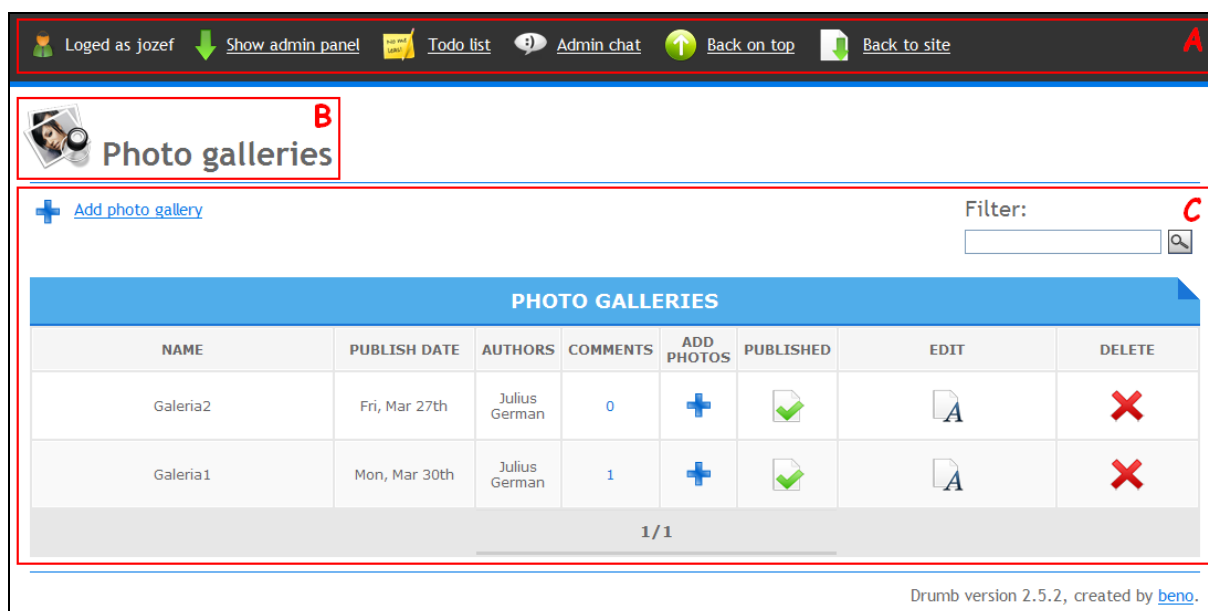 Loged as jozef Show admin panel Todo list Admin chat Back on top Back to site A
B
Photo galleries
Add photo gallery Filter: C
PHOTO GALLERIES
NAME PUBLISH DATE AUTHORS COMMENTS ADD PHOTOS PUBLISHED EDIT DELETE
Galeria2 Fri, Mar 27th Julius German 0 A
Galeria1 Mon, Mar 30th Julius German 1 A
1/1
Drumb version 2.5.2, created by beno.